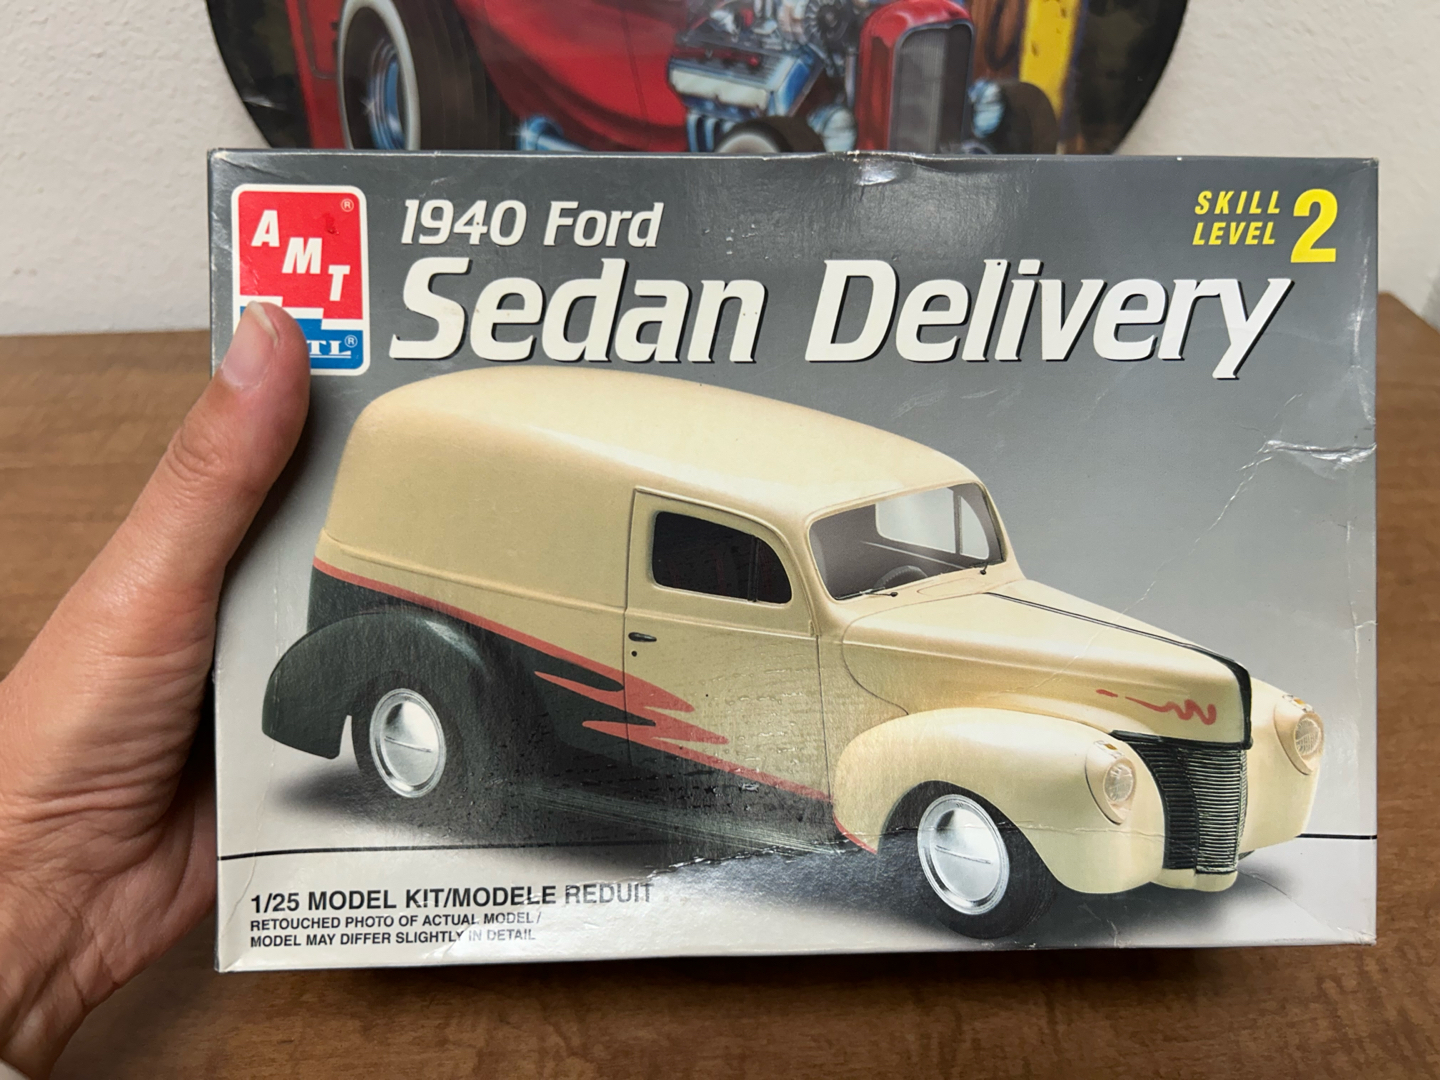 AMT®
1940 Ford
Sedan Delivery
SKILL
LEVEL 2
1/25 MODEL KIT/MODELE REDUIT
RETOUCHED PHOTO OF ACTUAL MODEL/
MODEL MAY DIFFER SLIGHTLY IN DETAIL